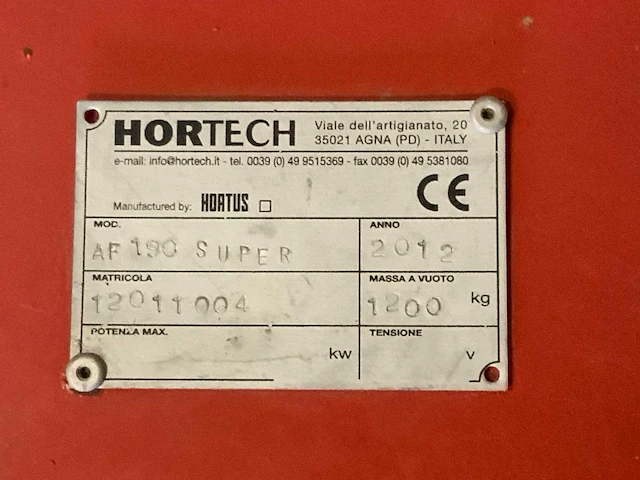 HORTECH Viale dell'artigianato, 20
35021 AGNA (PD) - ITALY
e-mail: info@hortech.it - tel. 0039 (0) 49 9515369 - fax 0039 (0) 49 5381080
Manufactured by: HORTUS CE
MOD. ANNO
AF 190 SUPER 2012
MATRICOLA MASSA A VUOTO
12011004 1200 kg
POTENZA MAX. TENSIONE
kw V